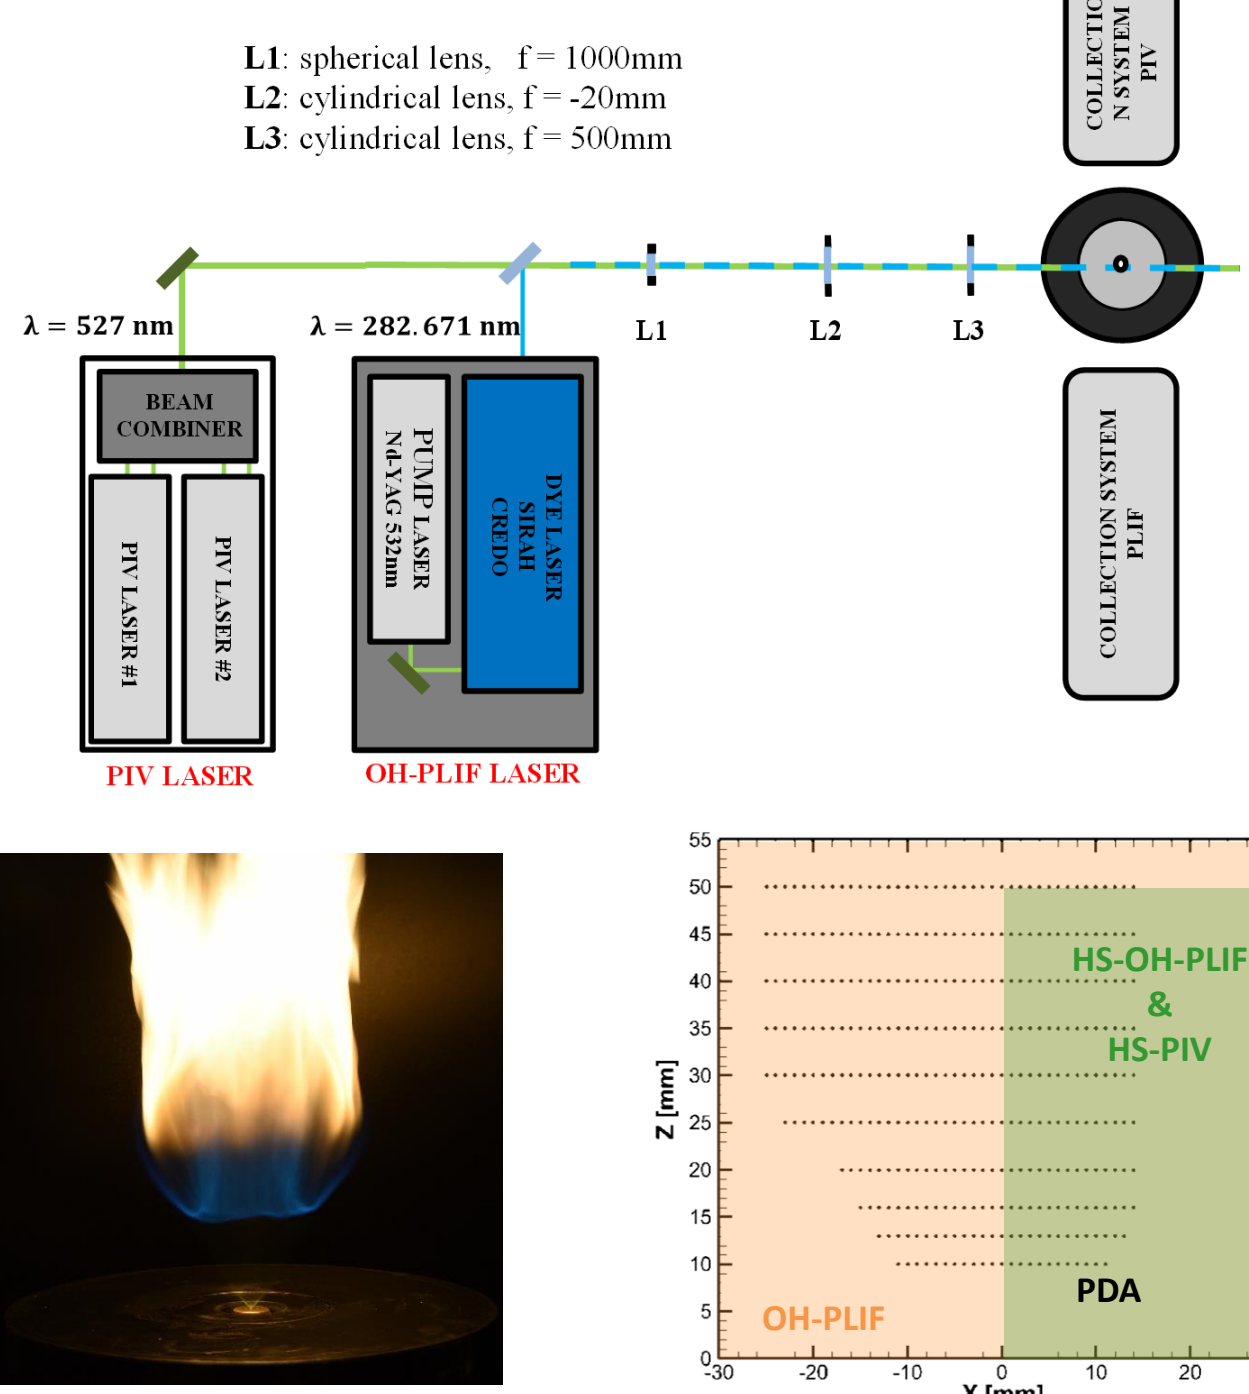 L1: spherical lens, f = 1000mm
L2: cylindrical lens, f = -20mm
L3: cylindrical lens, f = 500mm
COLLECTIO
N SYSTEM
PIV
λ = 527 nm
λ = 282.671 nm
L1
L2
L3
BEAM
COMBINER
PIV LASER #1
PIV LASER #2
PUMP LASER
Nd-YAG 532nm
DYE LASER
SIRAH
CREDO
COLLECTION SYSTEM
PLIF
PIV LASER
OH-PLIF LASER
55
50
45
40
35
30
25
20
15
10
5
0
Z [mm]
HS-OH-PLIF
&
HS-PIV
PDA
OH-PLIF
-30 -20 -10 0 10 20
X [mm]